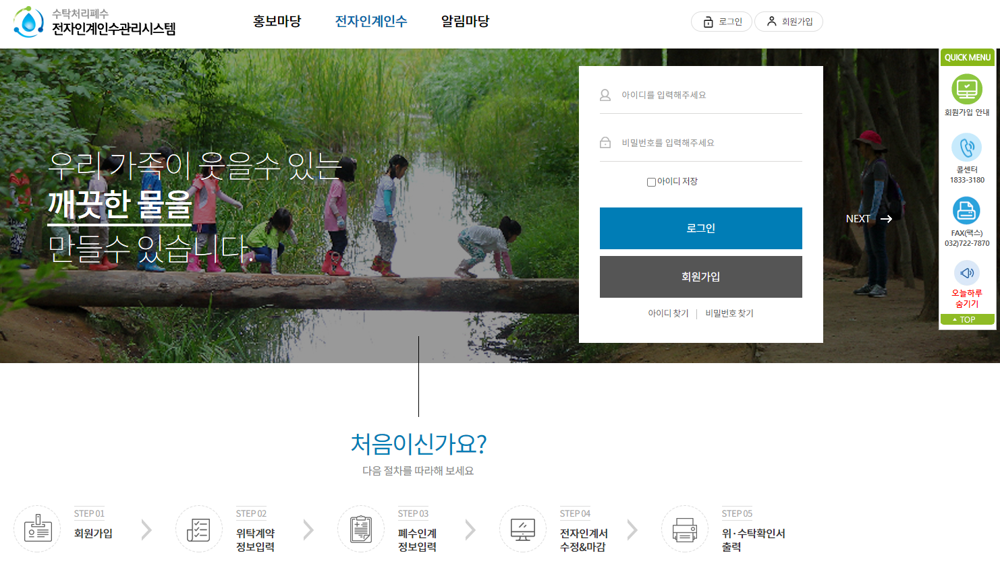 수탁처리폐수
전자인계인수관리시스템
홍보마당
전자인계인수
알림마당
로그인
회원가입
우리 가족이 웃을수 있는
깨끗한 물을
만들수 있습니다.
아이디를 입력해주세요
비밀번호를 입력해주세요
아이디 저장
로그인
회원가입
아이디 찾기
비밀번호 찾기
NEXT
QUICK MENU
회원가입 안내
콜센터
1833-3180
FAX(팩스)
032)722-7870
오늘하루
숨기기
TOP
처음이신가요?
다음 절차를 따라해 보세요
STEP 01
회원가입
STEP 02
위탁계약
정보입력
STEP 03
폐수인계
정보입력
STEP 04
전자인계서
수정&마감
STEP 05
위·수탁확인서
출력